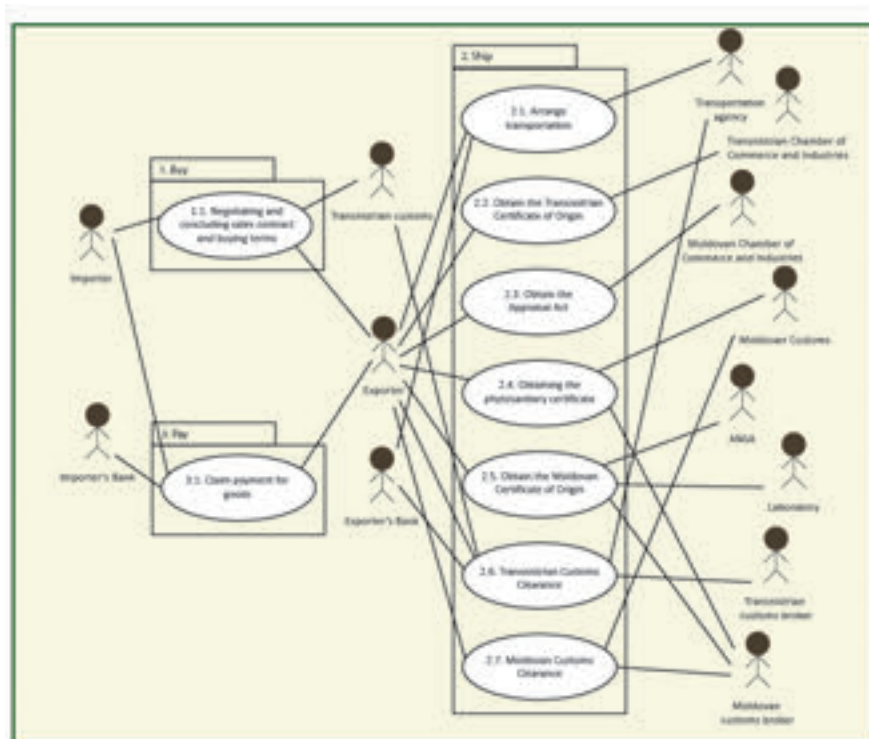 2. Ship
2.1. Arrange
transportation
Transportation
agency
1. Buy
Transnistrian Chamber of
Commerce and Industries
1.1. Negotiating and
concluding sales contract
and buying terms
Transnistrian customs
2.2. Obtain the Transnistrian
Certificate of Origin
Importer
Moldovan Chamber of
Commerce and Industries
2.3. Obtain the
Appraisal Act
Moldovan Customs
Exporter
2.4. Obtaining the
phytosanitary certificate
3. Pay
Importer's Bank
3.1. Claim payment for
goods
2.5. Obtain the Moldovan
Certificate of Origin
Laboratory
Exporter's Bank
2.6. Transnistrian Customs
Clearance
Transnistrian
customs broker
2.7. Moldovan Customs
Clearance
Moldovan
customs broker